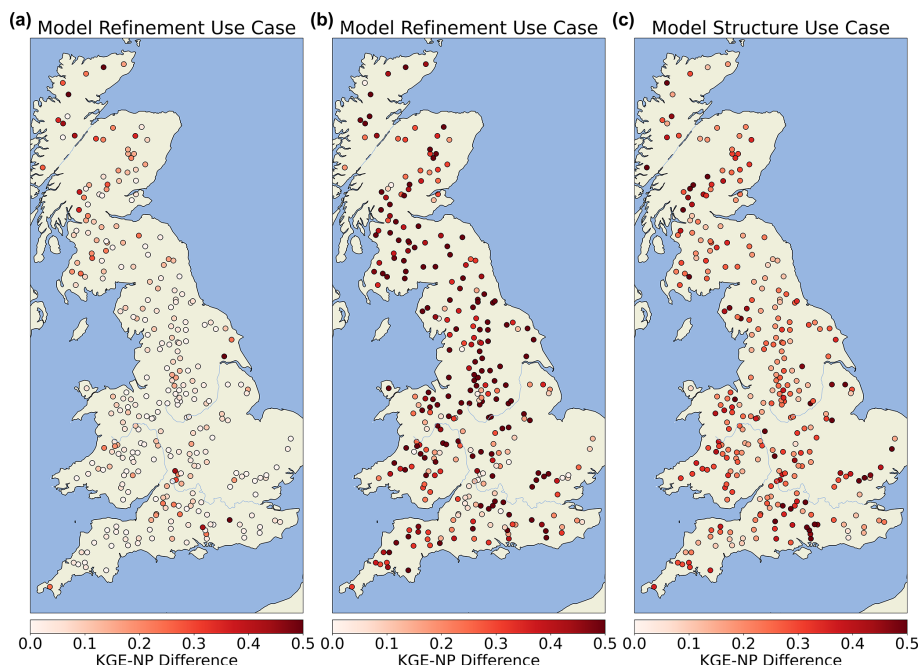 (a) Model Refinement Use Case
(b) Model Refinement Use Case
(c) Model Structure Use Case
0.0 0.1 0.2 0.3 0.4 0.5
KGE-NP Difference
0.0 0.1 0.2 0.3 0.4 0.5
KGE-NP Difference
0.0 0.1 0.2 0.3 0.4 0.5
KGE-NP Difference